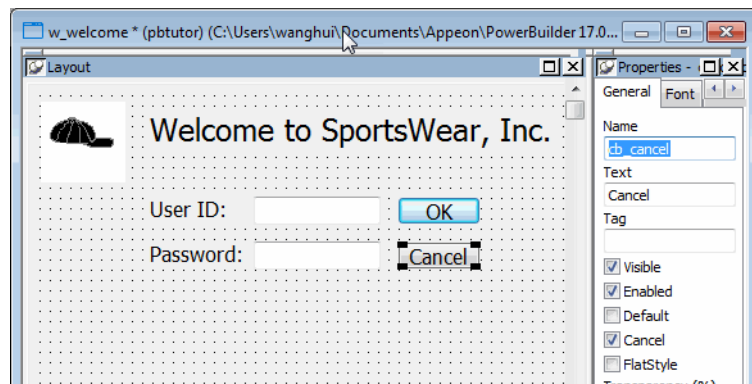 w_welcome * (pbtutor) (C:\Users\wanghui\Documents\Appeon\PowerBuilder 17.0...
Layout
Properties -
General Font
Welcome to SportsWear, Inc.
Name
cb_cancel
Text
Cancel
Tag
User ID:
OK
Password:
Cancel
Visible
Enabled
Default
Cancel
FlatStyle